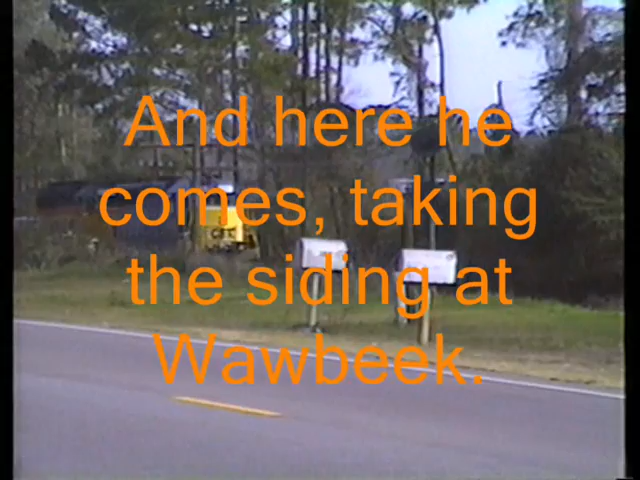 And here he
comes, taking
the siding at
Wawbeek.